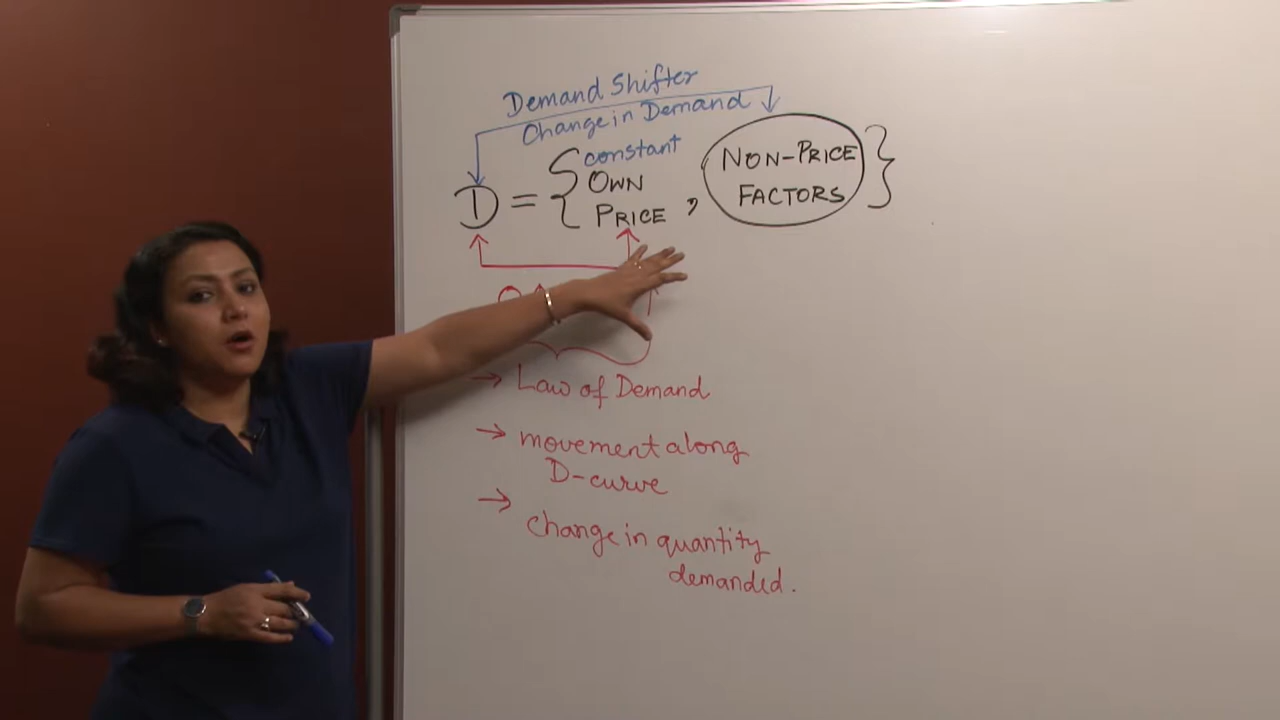 Demand Shifter
Change in Demand
constant
D = { OWN PRICE , NON-PRICE FACTORS }
→ Law of Demand
→ movement along
D-curve
→ change in quantity
demanded.